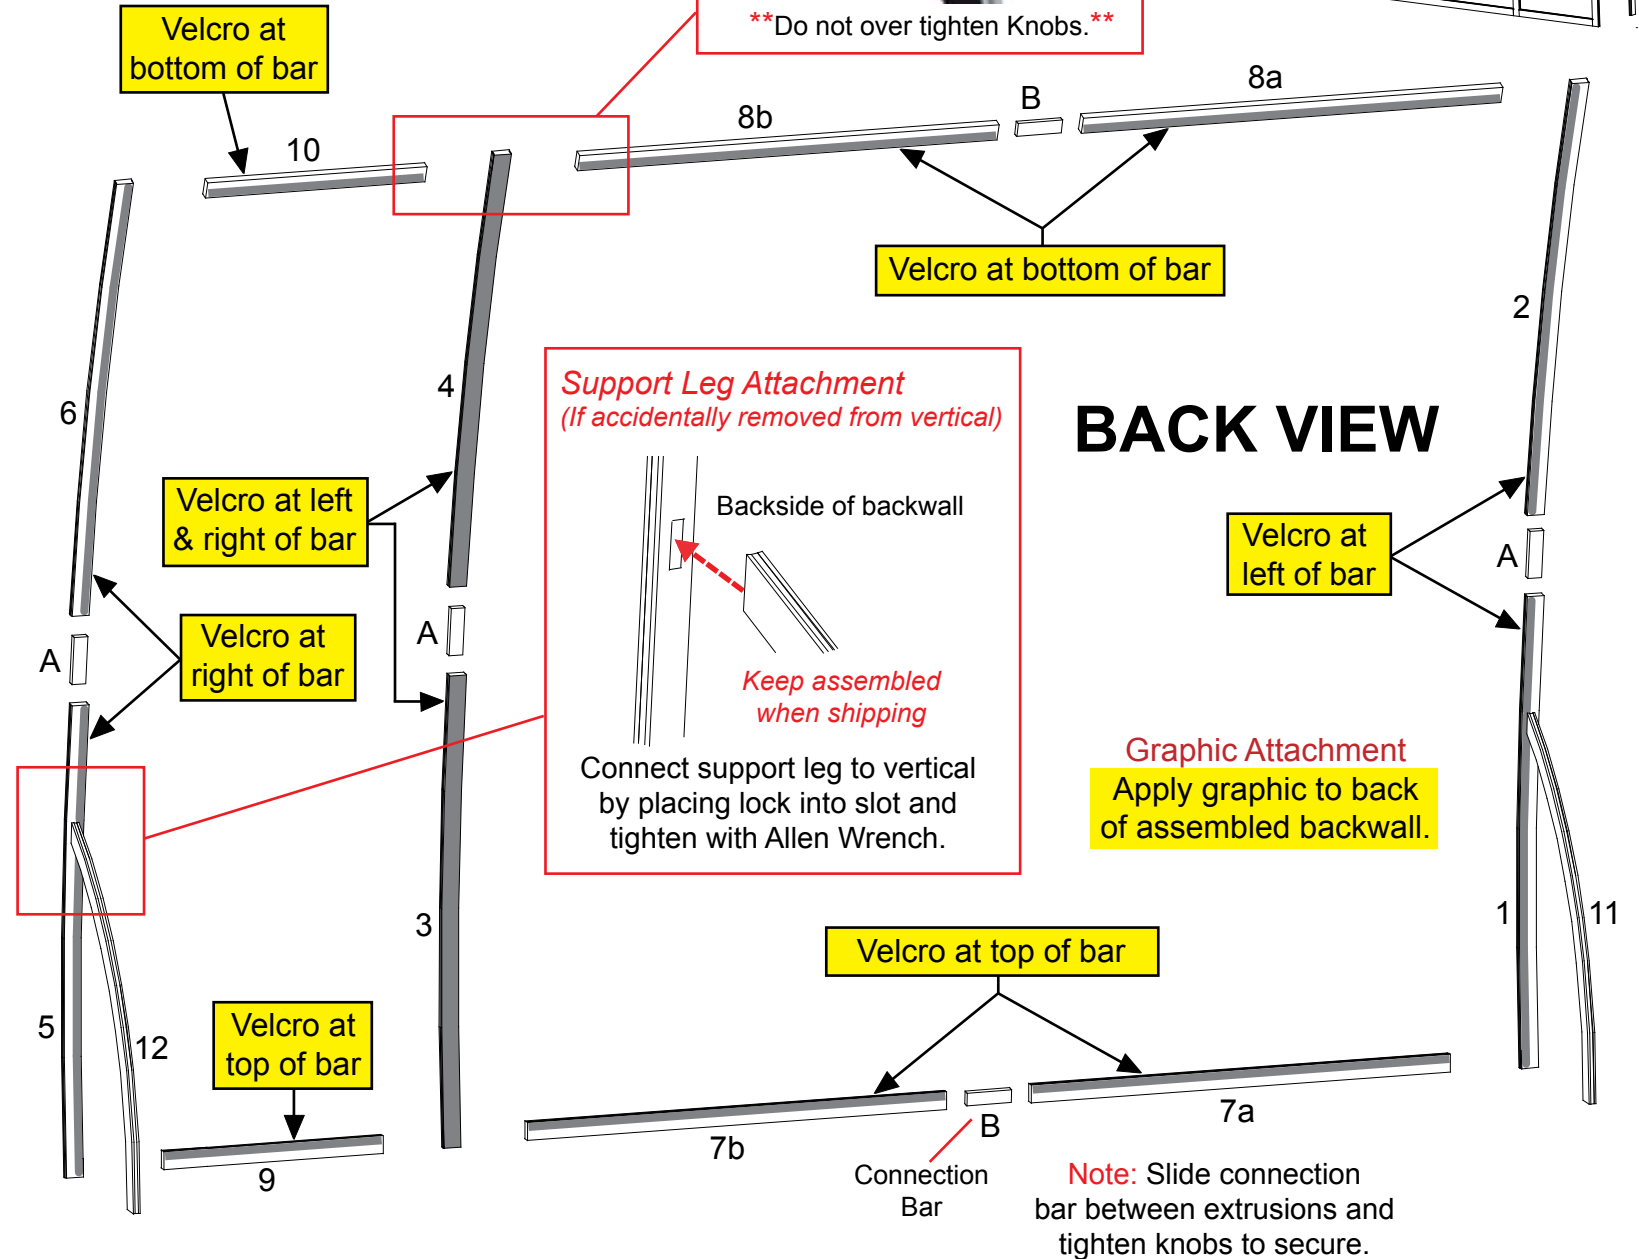 **Do not over tighten Knobs.**
Velcro at
bottom of bar
10
8b
B
8a
Velcro at bottom of bar
2
6
4
Support Leg Attachment
(If accidentally removed from vertical)
BACK VIEW
Backside of backwall
Velcro at left
& right of bar
Velcro at
left of bar
A
A
A
Velcro at
right of bar
Keep assembled
when shipping
Connect support leg to vertical
by placing lock into slot and
tighten with Allen Wrench.
Graphic Attachment
Apply graphic to back
of assembled backwall.
3
1
11
Velcro at top of bar
5
12
Velcro at
top of bar
9
7b
B
7a
Connection
Bar
Note: Slide connection
bar between extrusions and
tighten knobs to secure.